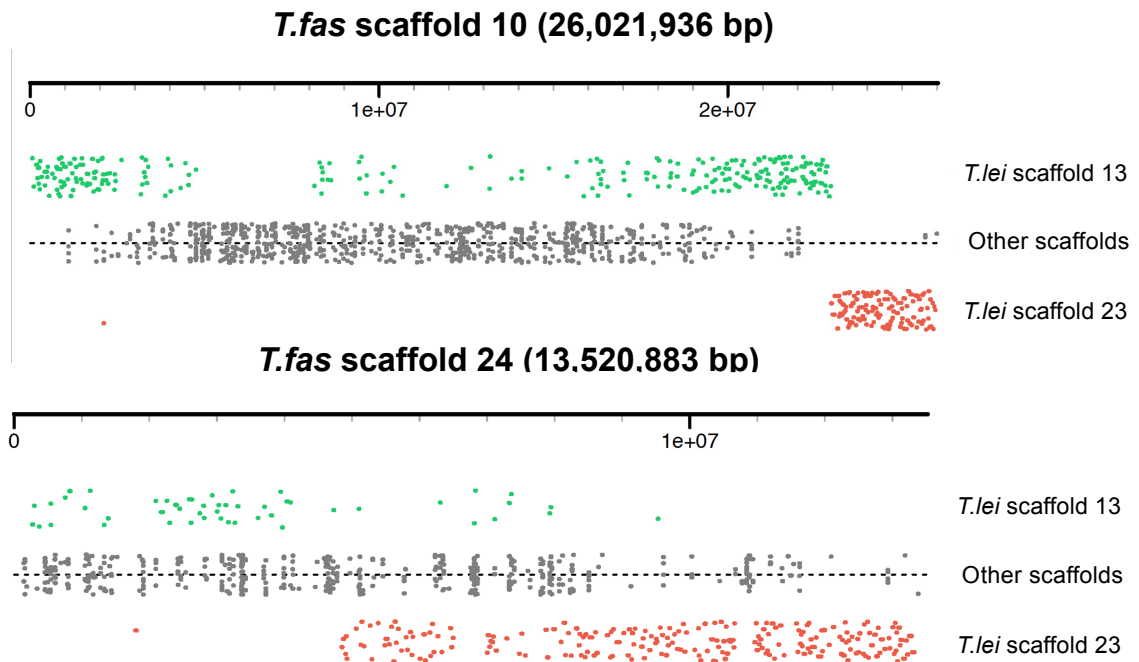 T.fas scaffold 10 (26,021,936 bp)
0 1e+07 2e+07
T.lei scaffold 13
Other scaffolds
T.lei scaffold 23
T.fas scaffold 24 (13,520,883 bp)
0 1e+07
T.lei scaffold 13
Other scaffolds
T.lei scaffold 23